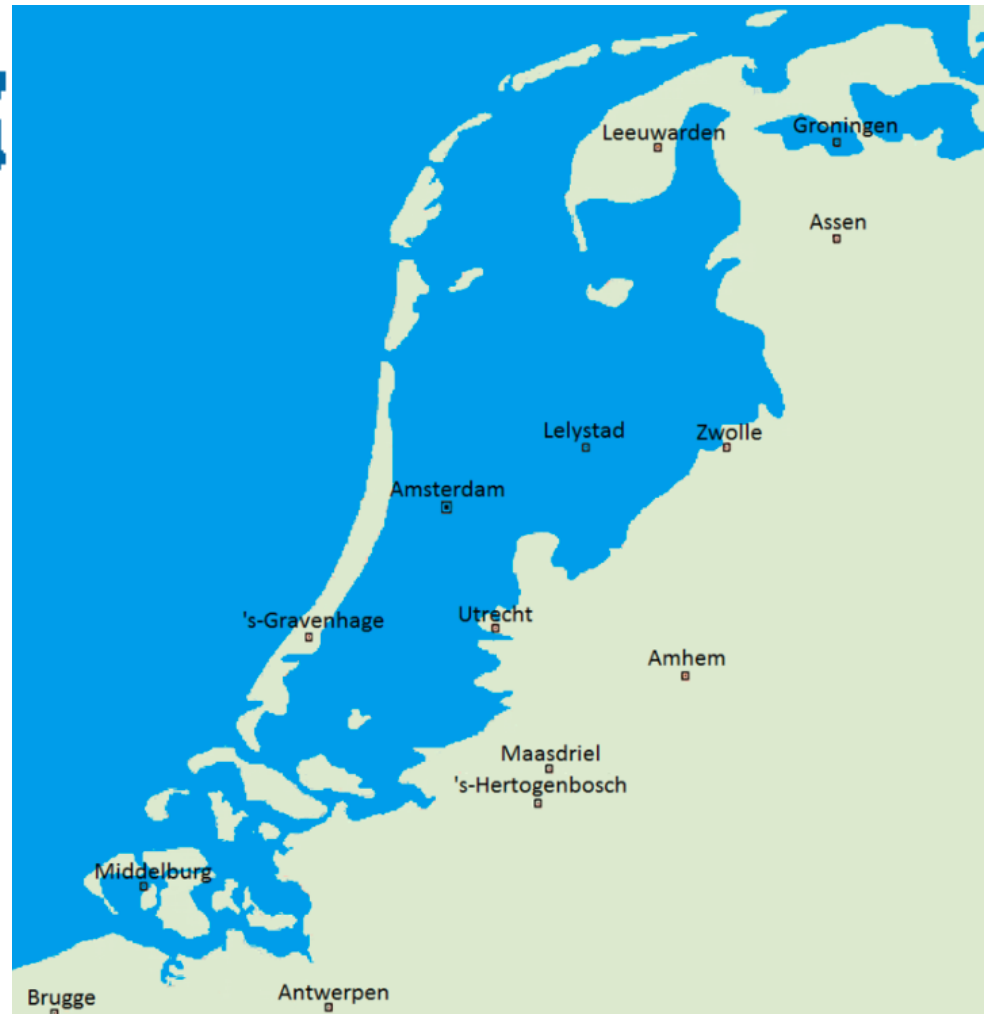 Leeuwarden
Groningen
Assen
Lelystad
Zwolle
Amsterdam
's-Gravenhage
Utrecht
Amhem
Maasdriel
's-Hertogenbosch
Middelburg
Brugge
Antwerpen